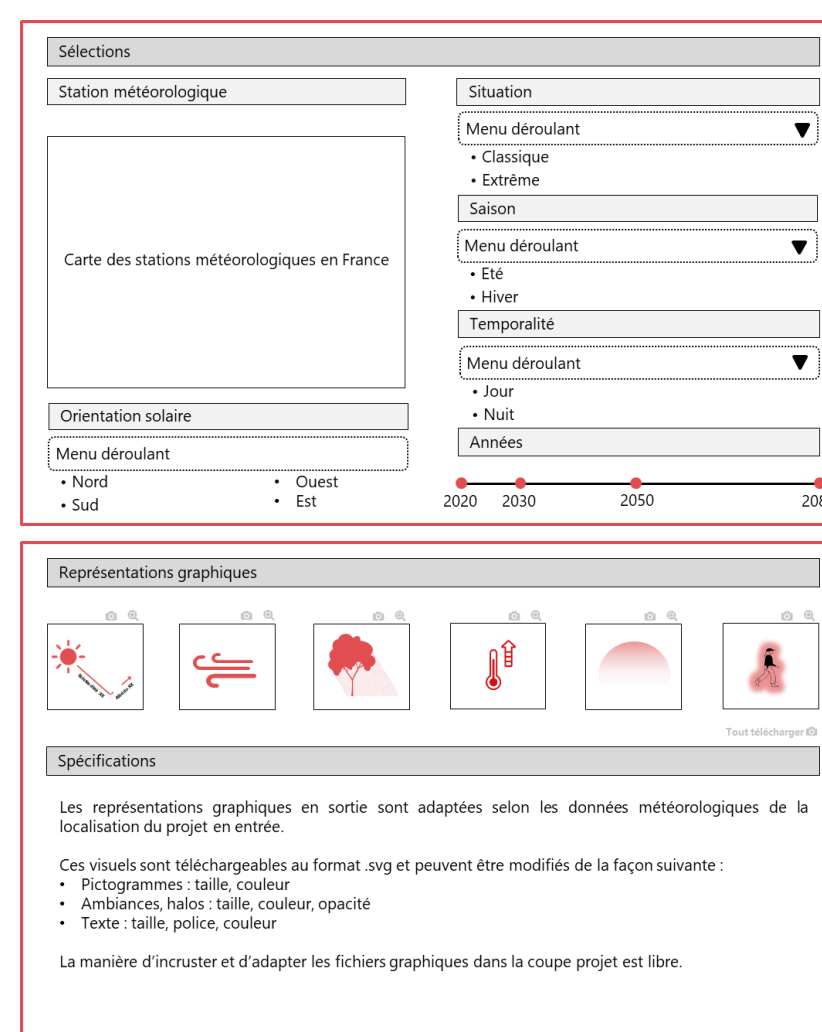 Sélections
Station météorologique
Carte des stations météorologiques en France
Orientation solaire
Menu déroulant
• Nord
• Sud
• Ouest
• Est
Situation
Menu déroulant
• Classique
• Extrême
Saison
Menu déroulant
• Eté
• Hiver
Temporalité
Menu déroulant
• Jour
• Nuit
Années
2020 2030 2050
Représentations graphiques
Tout télécharger
Spécifications
Les représentations graphiques en sortie sont adaptées selon les données météorologiques de la
localisation du projet en entrée.
Ces visuels sont téléchargeables au format .svg et peuvent être modifiés de la façon suivante :
• Pictogrammes : taille, couleur
• Ambiances, halos : taille, couleur, opacité
• Texte : taille, police, couleur
La manière d’incruster et d’adapter les fichiers graphiques dans la coupe projet est libre.